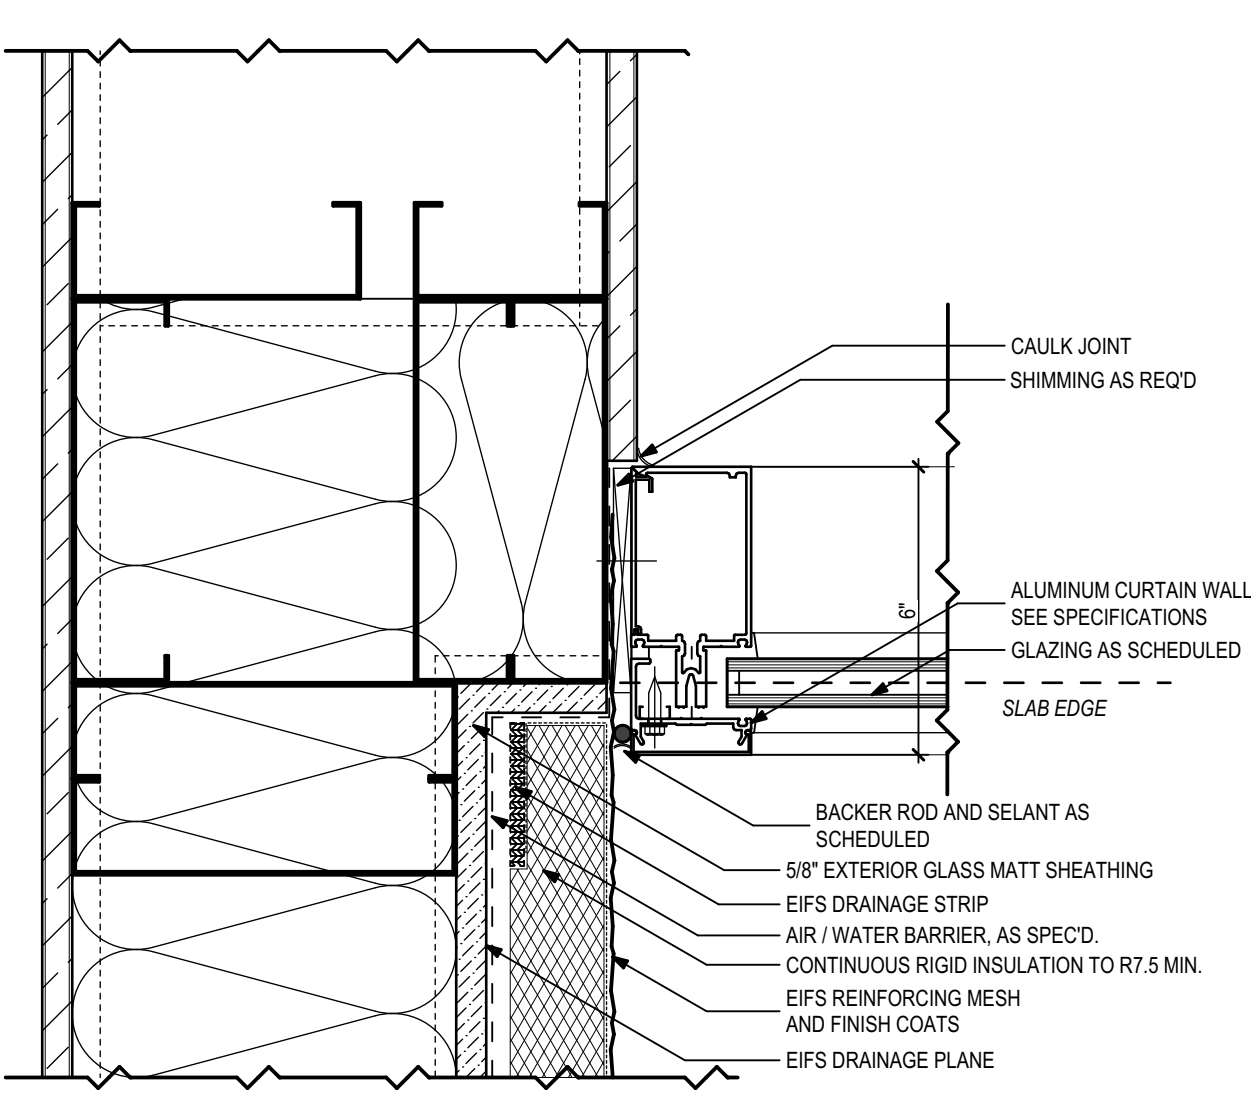 CAULK JOINT
SHIMMING AS REQ'D
ALUMINUM CURTAIN WALL
SEE SPECIFICATIONS
6"
GLAZING AS SCHEDULED
SLAB EDGE
BACKER ROD AND SELANT AS
SCHEDULED
5/8" EXTERIOR GLASS MATT SHEATHING
EIFS DRAINAGE STRIP
AIR / WATER BARRIER, AS SPEC'D.
CONTINUOUS RIGID INSULATION TO R7.5 MIN.
EIFS REINFORCING MESH
AND FINISH COATS
EIFS DRAINAGE PLANE